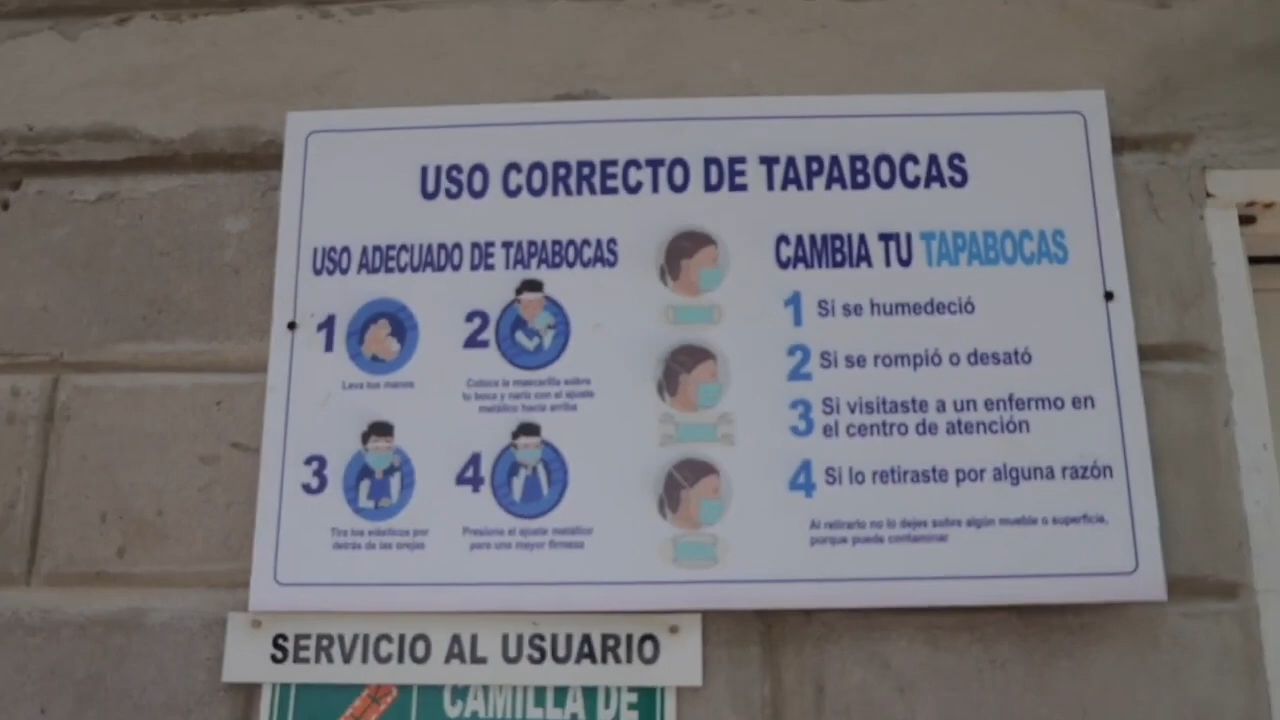 USO CORRECTO DE TAPABOCAS
USO ADECUADO DE TAPABOCAS
1
Lava tus manos
2
Coloca la mascarilla sobre
tu boca y nariz con el ajuste
metálico hacia arriba
3
Tira los elásticos por
detrás de las orejas
4
Presiona el ajuste metálico
para una mayor firmeza
CAMBIA TU TAPABOCAS
1 Si se humedeció
2 Si se rompió o desató
3 Si visitaste a un enfermo en
el centro de atención
4 Si lo retiraste por alguna razón
Al retirarlo no lo dejes sobre algún mueble o superficie,
porque puede contaminar
SERVICIO AL USUARIO
CAMILLA DE